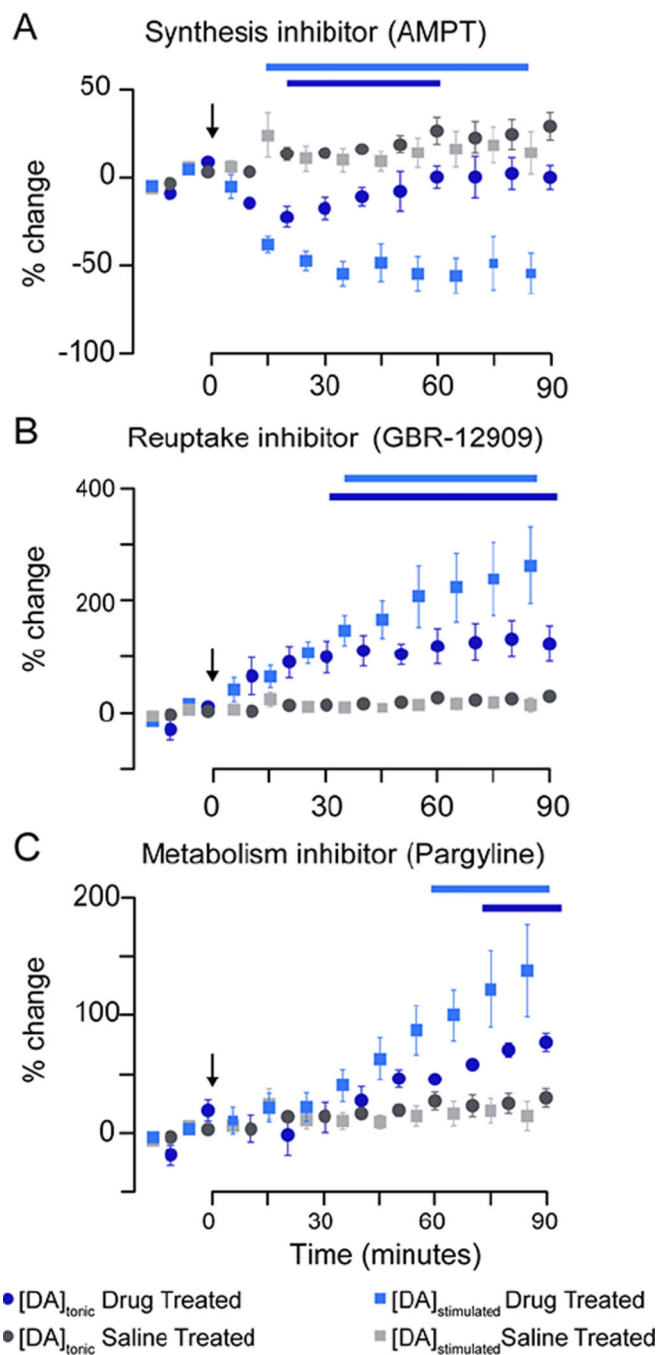 A
Synthesis inhibitor (AMPT)
50
0
-50
-100
% change
0 30 60 90
B
Reuptake inhibitor (GBR-12909)
400
200
0
% change
0 30 60 90
C
Metabolism inhibitor (Pargyline)
200
100
0
% change
0 30 60 90
Time (minutes)
[DA]tonic Drug Treated [DA]stimulated Drug Treated
[DA]tonic Saline Treated [DA]stimulated Saline Treated